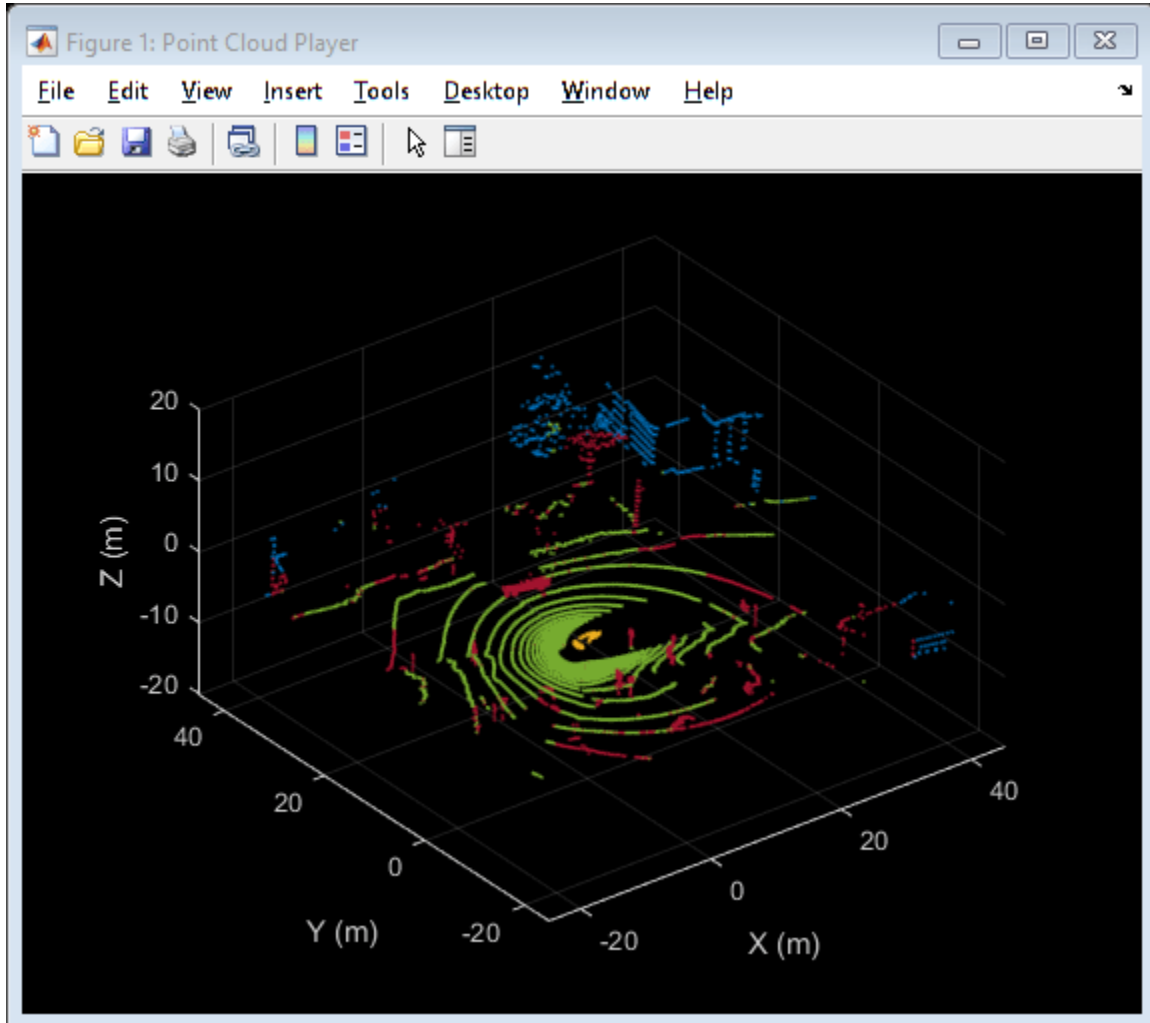 Figure 1: Point Cloud Player
File Edit View Insert Tools Desktop Window Help
20
10
0
-10
-20
Z (m)
40
20
0
-20
Y (m)
-20
0
20
40
X (m)